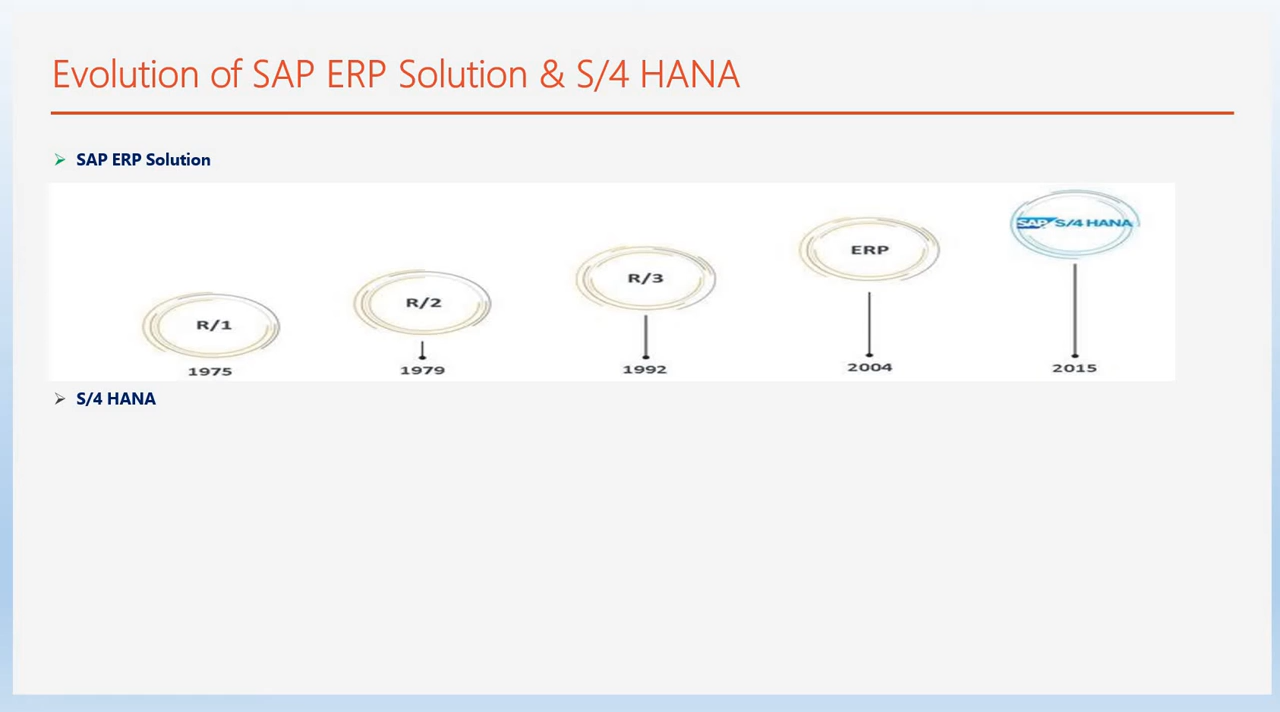 Evolution of SAP ERP Solution & S/4 HANA
SAP ERP Solution
R/1
R/2
R/3
ERP
SAP S/4 HANA
1975
1979
1992
2004
2015
S/4 HANA